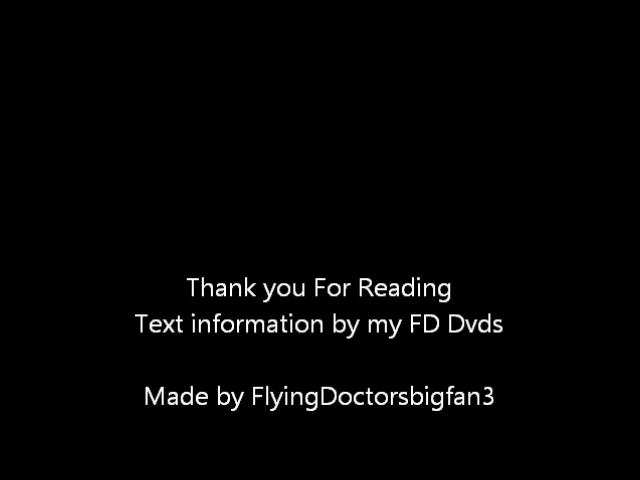 Thank you For Reading
Text information by my FD Dvds
Made by FlyingDoctorsbigfan3